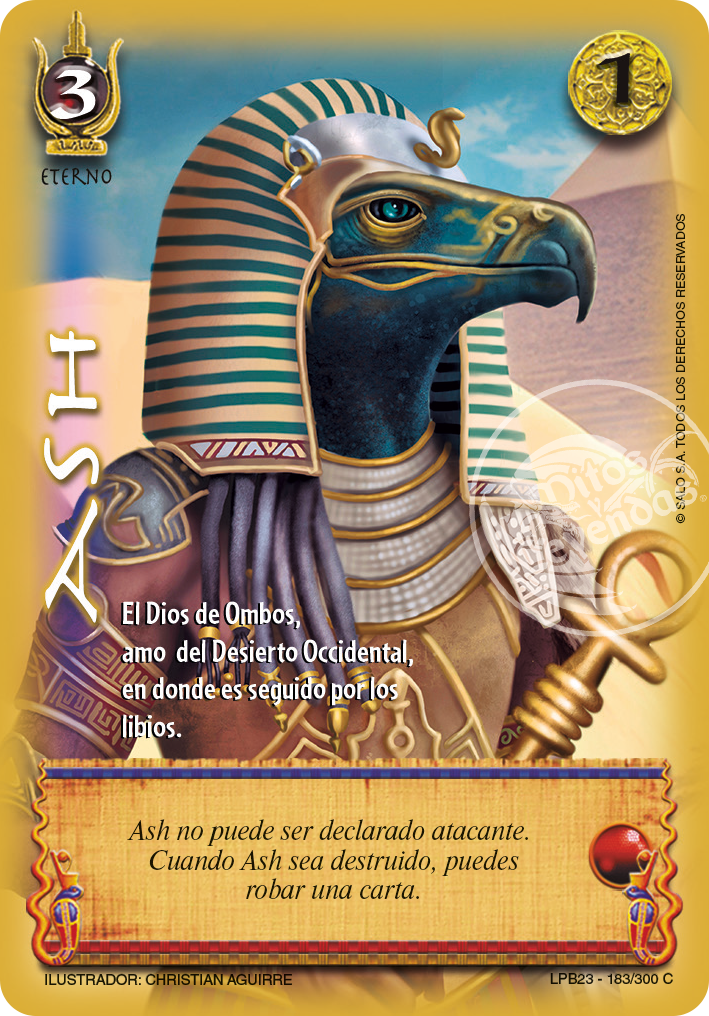 3
1
ETERNO
ASH
© SALO S.A. TODOS LOS DERECHOS RESERVADOS
Mitos
Leyendas®
El Dios de Ombos,
amo del Desierto Occidental,
en donde es seguido por los
libios.
Ash no puede ser declarado atacante.
Cuando Ash sea destruido, puedes
robar una carta.
ILUSTRADOR: CHRISTIAN AGUIRRE
LPB23 - 183/300 C